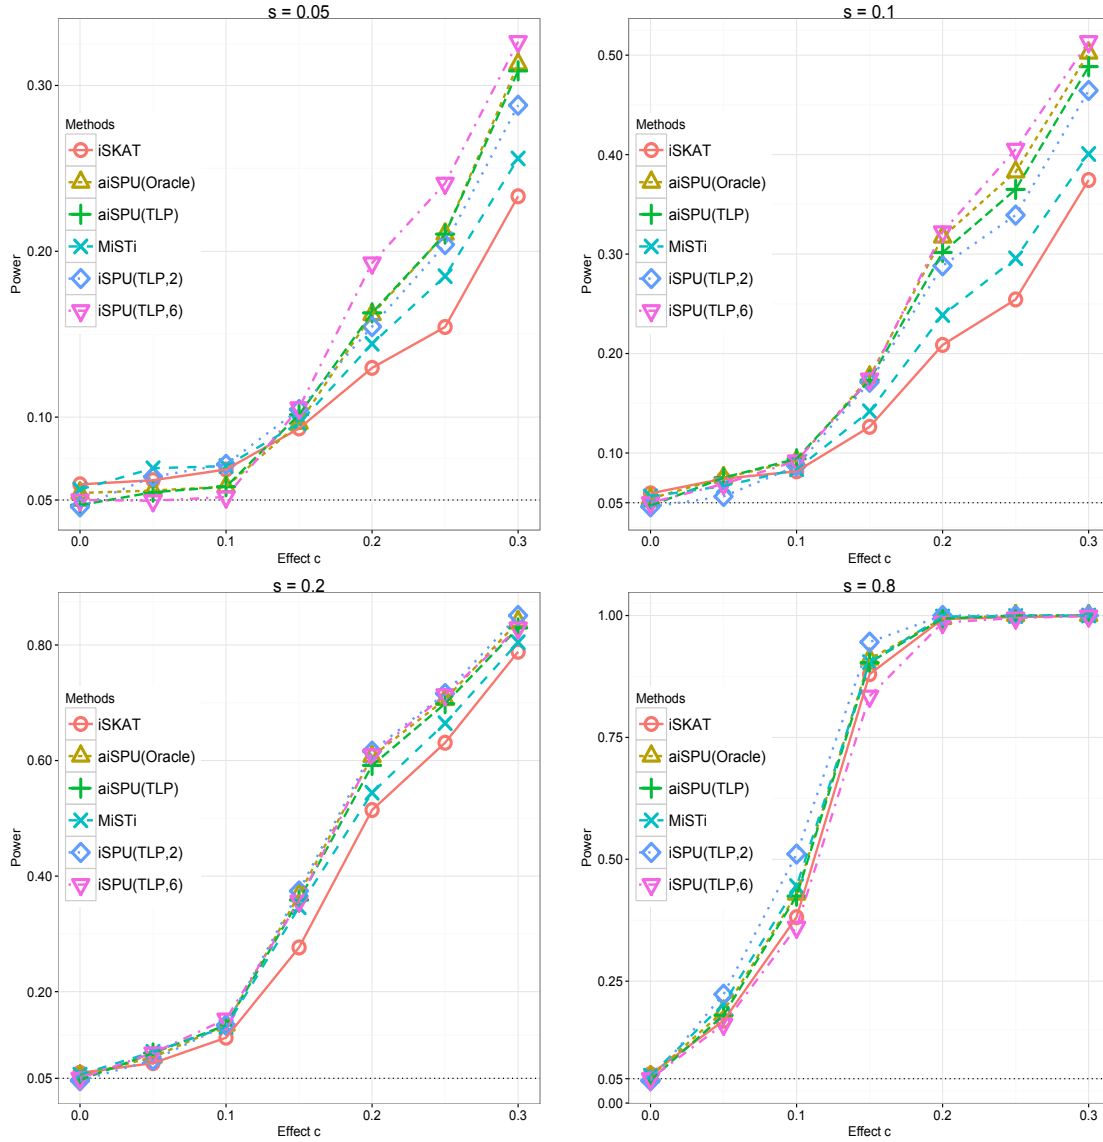 s = 0.05
0.30
0.20
0.10
0.05
Power
Methods
iSKAT
aiSPU(Oracle)
aiSPU(TLP)
MiSTi
iSPU(TLP,2)
iSPU(TLP,6)
0.0
0.1
0.2
0.3
Effect c
s = 0.1
0.50
0.40
0.30
0.20
0.10
0.05
Power
Methods
iSKAT
aiSPU(Oracle)
aiSPU(TLP)
MiSTi
iSPU(TLP,2)
iSPU(TLP,6)
0.0
0.1
0.2
0.3
Effect c
s = 0.2
0.80
0.60
0.40
0.20
0.05
Power
Methods
iSKAT
aiSPU(Oracle)
aiSPU(TLP)
MiSTi
iSPU(TLP,2)
iSPU(TLP,6)
0.0
0.1
0.2
0.3
Effect c
s = 0.8
1.00
0.75
0.50
0.25
0.05
0.00
Power
Methods
iSKAT
aiSPU(Oracle)
aiSPU(TLP)
MiSTi
iSPU(TLP,2)
iSPU(TLP,6)
0.0
0.1
0.2
0.3
Effect c